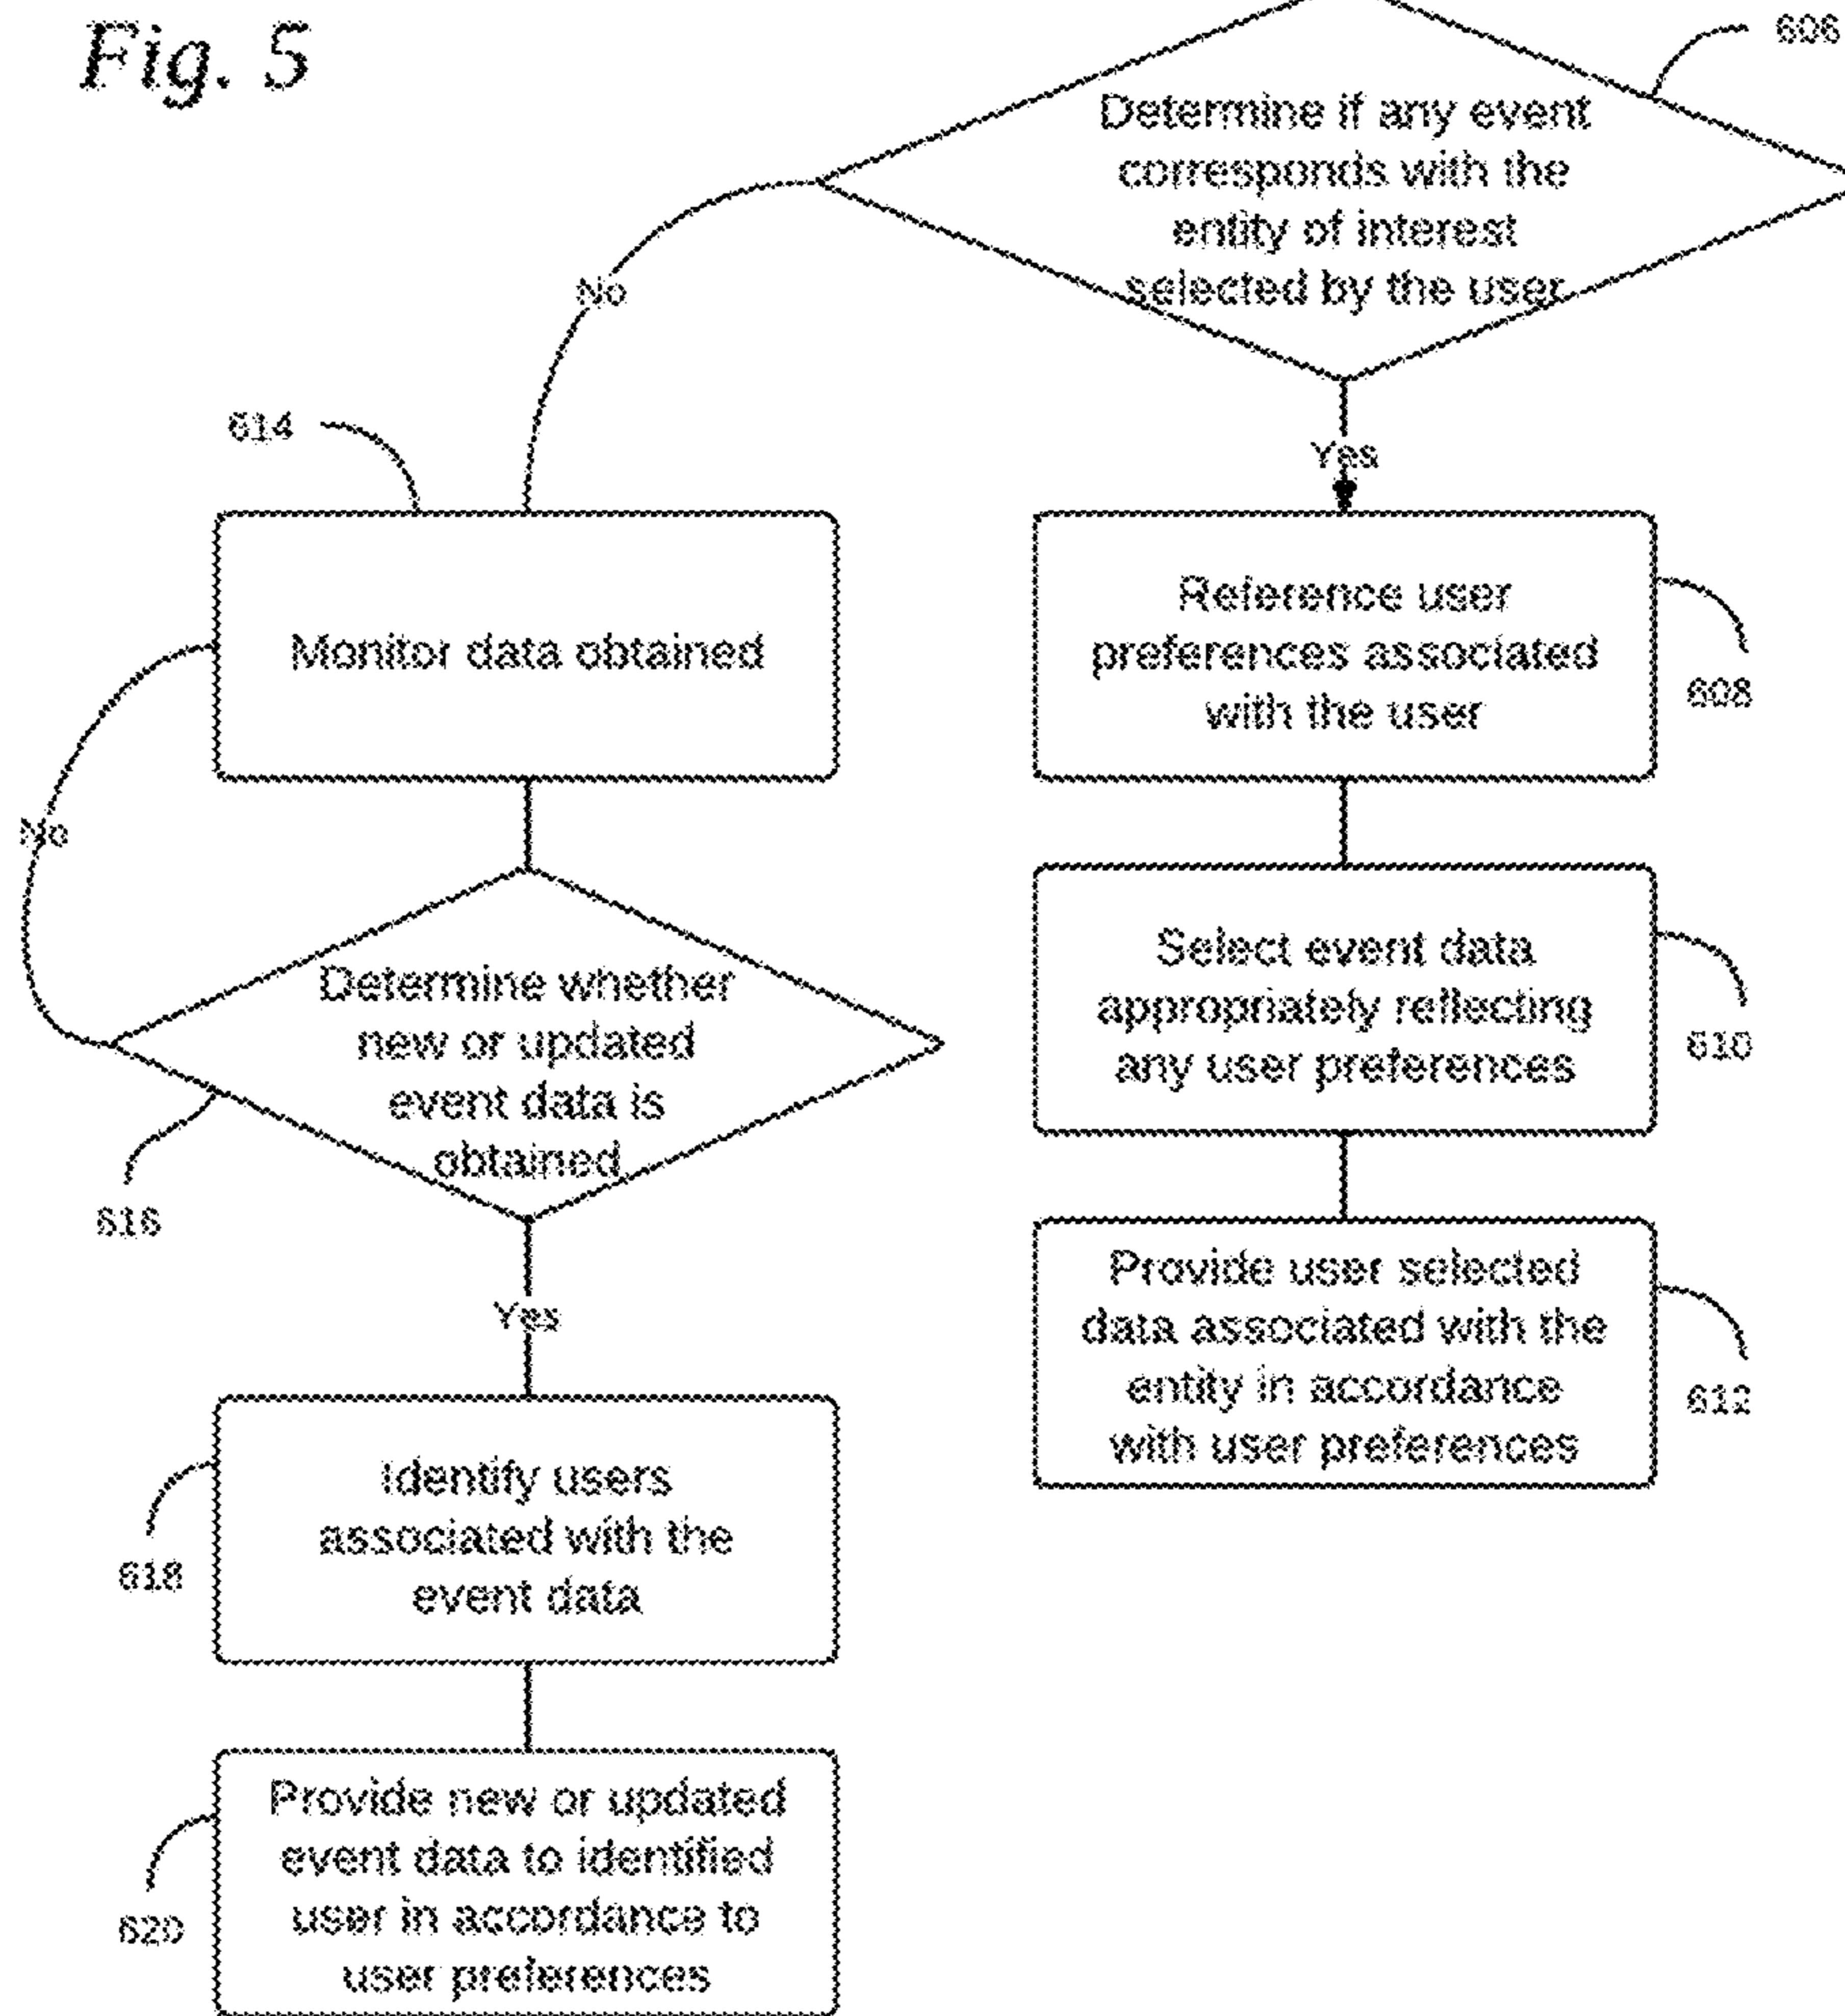 Fig. 5
606
Determine if any event
corresponds with the
entity of interest
selected by the user
No
Yes
614
Monitor data obtained
Reference user
preferences associated
with the user
608
No
Determine whether
new or updated
event data is
obtained
616
Select event data
appropriately reflecting
any user preferences
610
Yes
Provide user selected
data associated with the
entity in accordance
with user preferences
612
Identify users
associated with the
event data
618
Provide new or updated
event data to identified
user in accordance to
user preferences
620